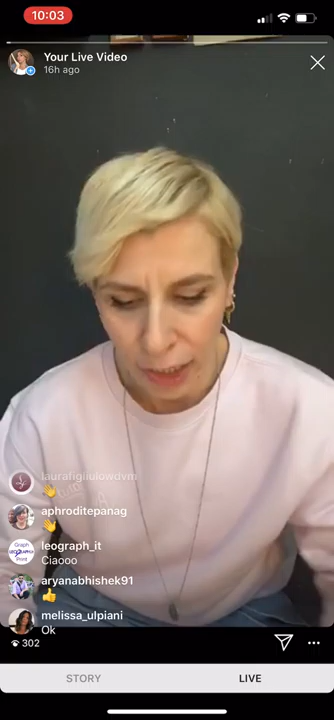 10:03
Your Live Video
16h ago
laurafigliulowdvm
aphroditepanag
leograph_it
Ciaooo
aryanabhishek91
melissa_ulpiani
Ok
302
STORY
LIVE